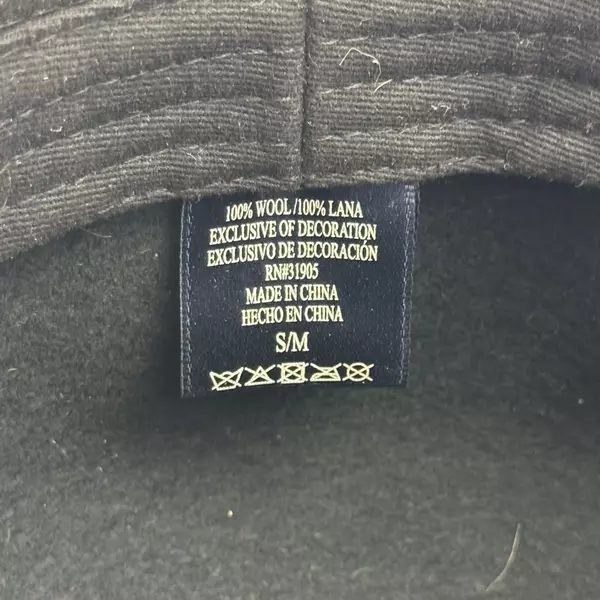 100% WOOL/100% LANA
EXCLUSIVE OF DECORATION
EXCLUSIVO DE DECORACIÓN
RN#31905
MADE IN CHINA
HECHO EN CHINA
S/M